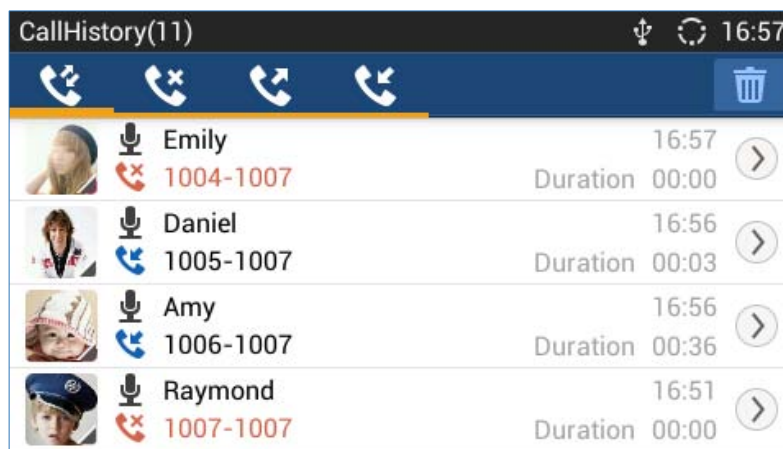 CallHistory(11) 16:57
Emily 16:57
1004-1007 Duration 00:00
Daniel 16:56
1005-1007 Duration 00:03
Amy 16:56
1006-1007 Duration 00:36
Raymond 16:51
1007-1007 Duration 00:00